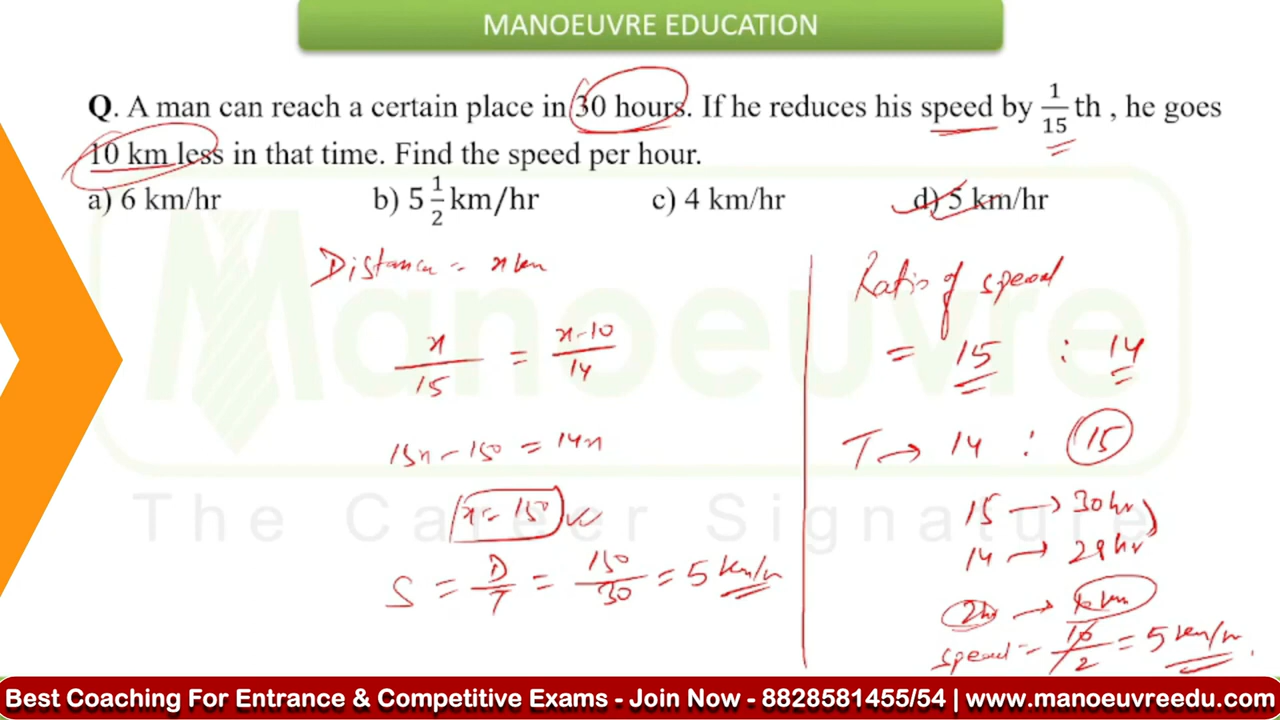 MANOEUVRE EDUCATION
Q. A man can reach a certain place in 30 hours. If he reduces his speed by 1/15 th , he goes
10 km less in that time. Find the speed per hour.
a) 6 km/hr b) 5 1/2 km/hr c) 4 km/hr d) 5 km/hr
Distance = x km
x/15 = x-10/14
15x - 150 = 14x
x = 150
S = D/T = 150/30 = 5 km/hr
Ratio of speed
= 15 : 14
T → 14 : 15
15 → 30 hr
14 → 28 hr
2hr → 10 km
speed = 10/2 = 5 km/hr
Manoeuvre
The Career Signature
Best Coaching For Entrance & Competitive Exams - Join Now - 8828581455/54 | www.manoeuvreedu.com